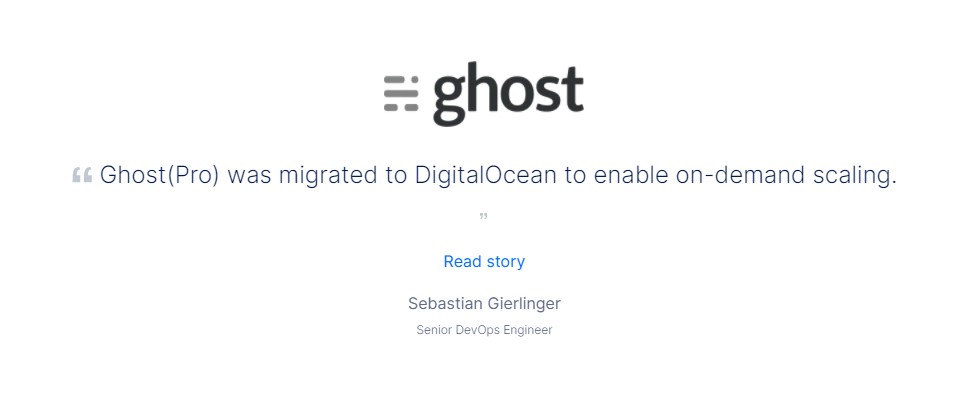 ghost
“ Ghost(Pro) was migrated to DigitalOcean to enable on-demand scaling.
”
Read story
Sebastian Gierlinger
Senior DevOps Engineer